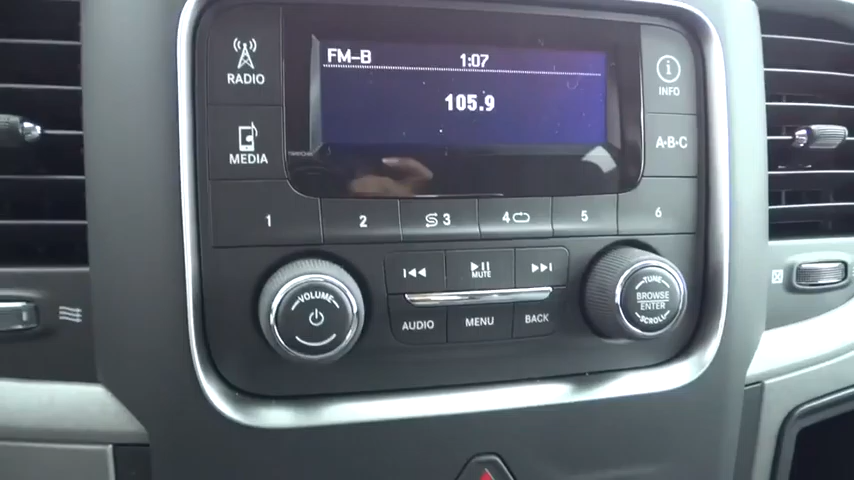 FM–B 1:07
105.9
RADIO
MEDIA
INFO
A•B•C
1 2 3 4 5 6
VOLUME
MUTE
AUDIO MENU BACK
TUNE
BROWSE
ENTER
SCROLL